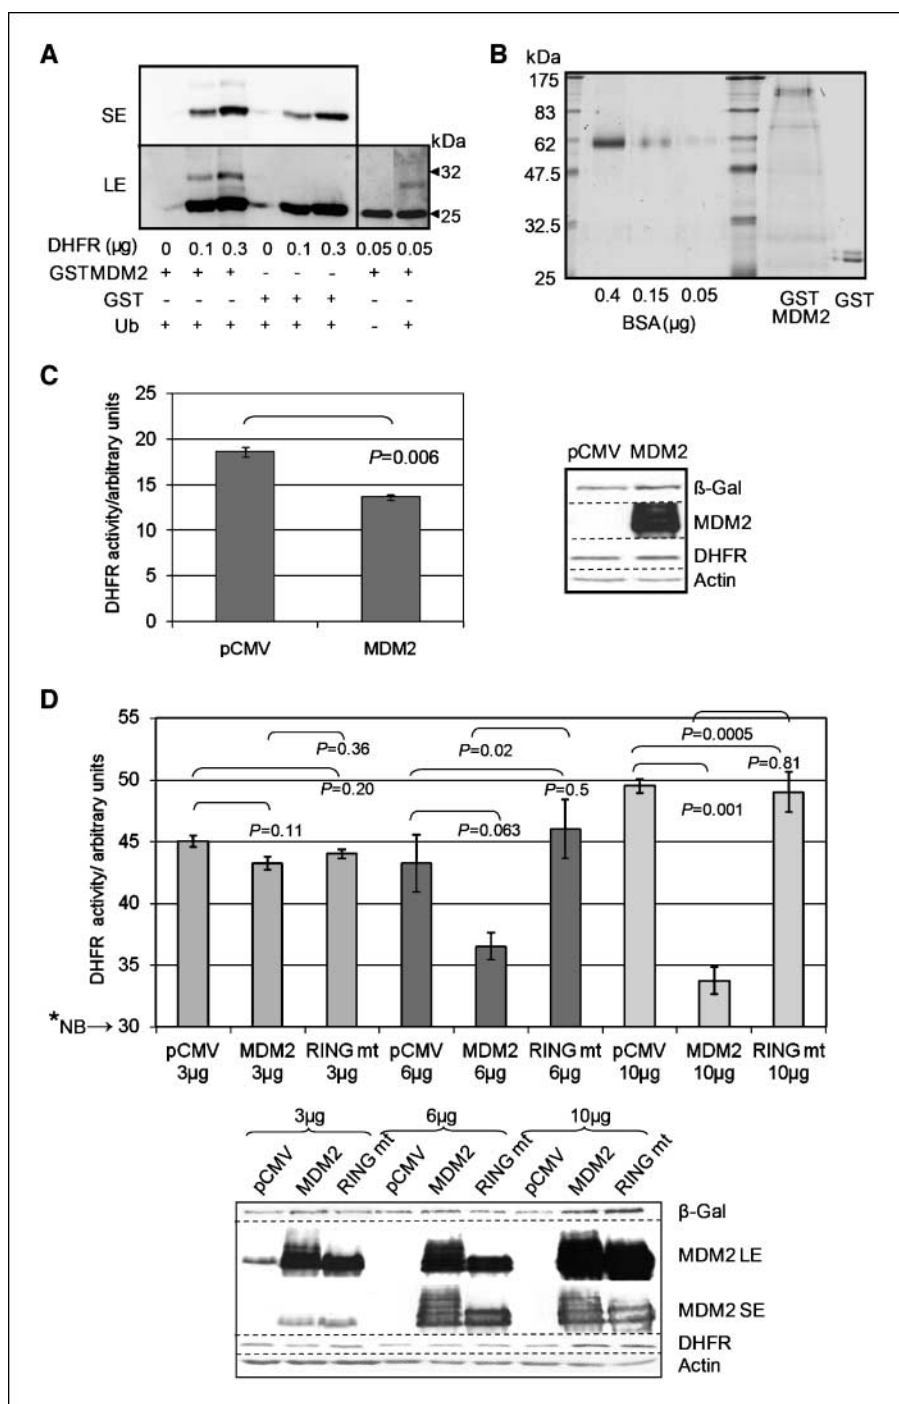 A
SE
LE
kDa
32
25
DHFR (µg) 0 0.1 0.3 0 0.1 0.3 0.05 0.05
GSTMDM2 + + + - - - + +
GST - - - + + + - -
Ub + + + + + + - +
B
kDa
175
83
62
47.5
32.5
25
0.4 0.15 0.05
BSA (µg)
GST MDM2
GST
C
DHFR activity/arbitrary units
25
20
15
10
5
0
P=0.006
pCMV MDM2
pCMV MDM2
ß-Gal
MDM2
DHFR
Actin
D
DHFR activity/ arbitrary units
55
50
45
40
35
30
*NB→
P=0.36
P=0.20
P=0.11
P=0.02
P=0.5
P=0.063
P=0.0005
P=0.81
P=0.001
pCMV MDM2 RING mt pCMV MDM2 RING mt pCMV MDM2 RING mt
3µg 3µg 3µg 6µg 6µg 6µg 10µg 10µg 10µg
3µg 6µg 10µg
pCMV MDM2 RING mt pCMV MDM2 RING mt pCMV MDM2 RING mt
β-Gal
MDM2 LE
MDM2 SE
DHFR
Actin